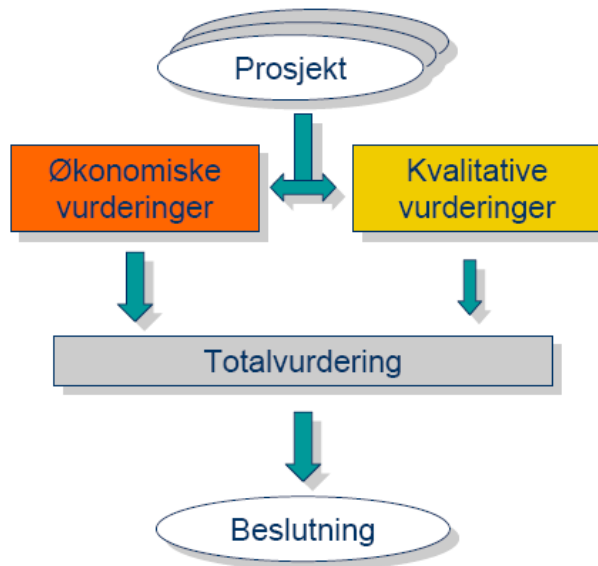 Prosjekt
Økonomiske
vurderinger
Kvalitative
vurderinger
Totalvurdering
Beslutning